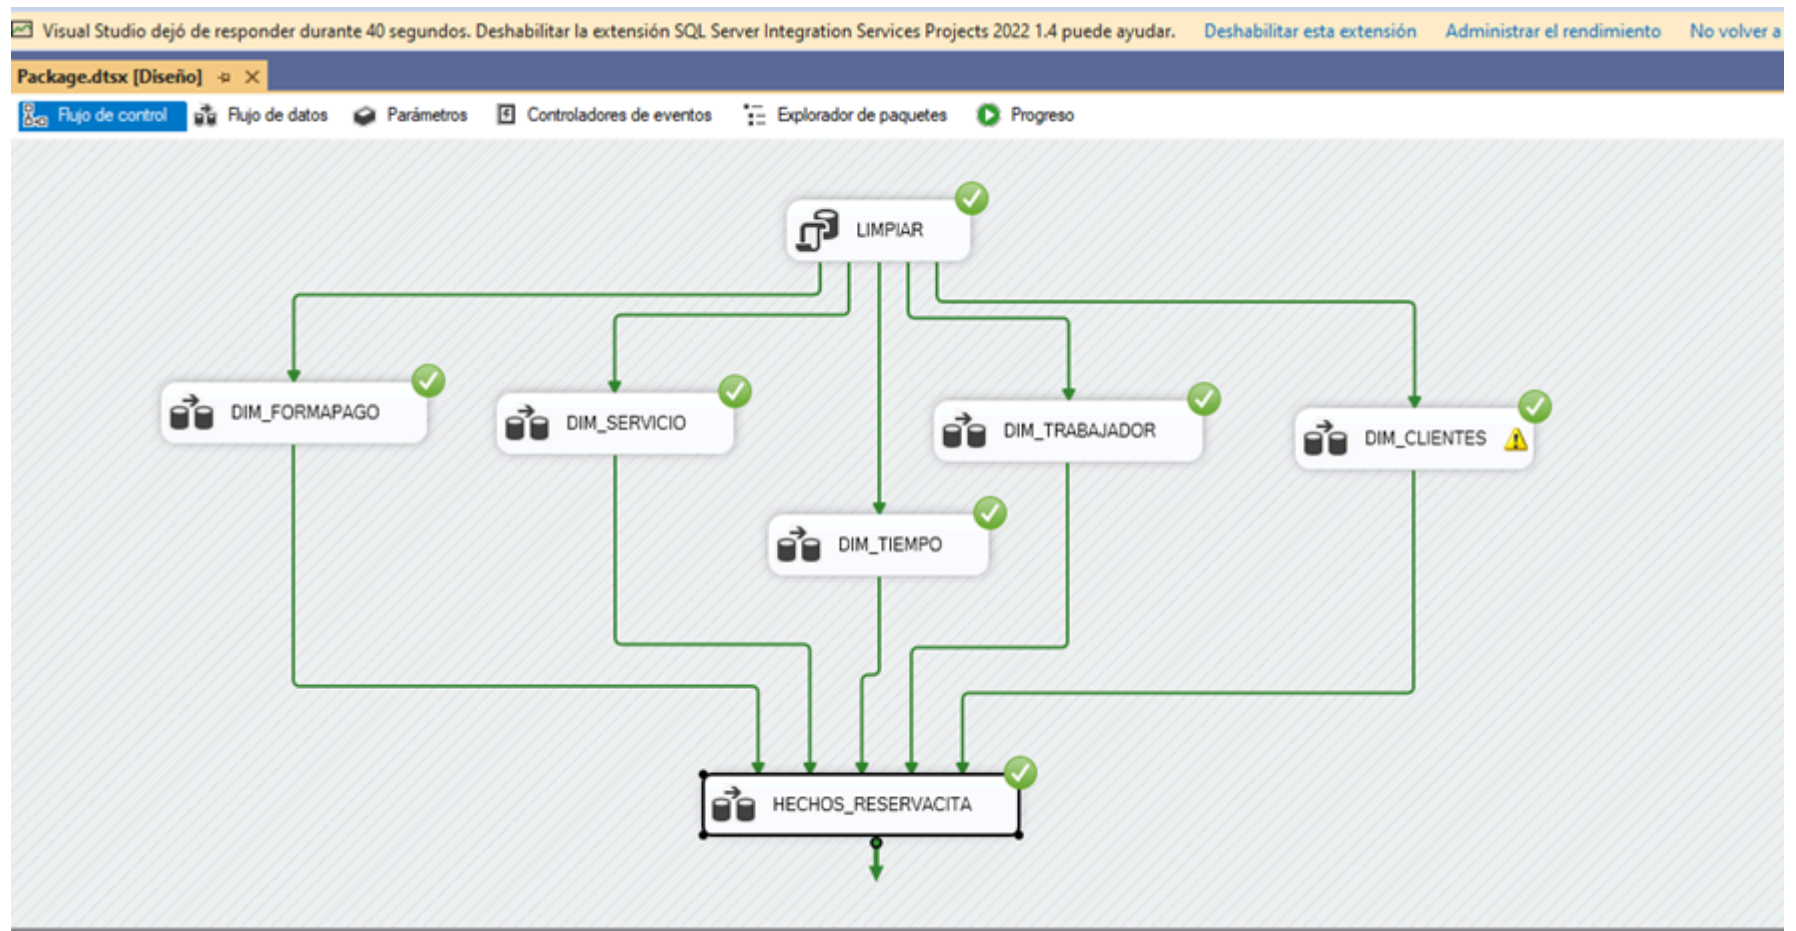 Visual Studio dejó de responder durante 40 segundos. Deshabilitar la extensión SQL Server Integration Services Projects 2022 1.4 puede ayudar. Deshabilitar esta extensión Administrar el rendimiento No volver a
Package.dtsx [Diseño]
Flujo de control Flujo de datos Parámetros Controladores de eventos Explorador de paquetes Progreso
LIMPIAR
DIM_FORMAPAGO
DIM_SERVICIO
DIM_TRABAJADOR
DIM_CLIENTES
DIM_TIEMPO
HECHOS_RESERVACITA